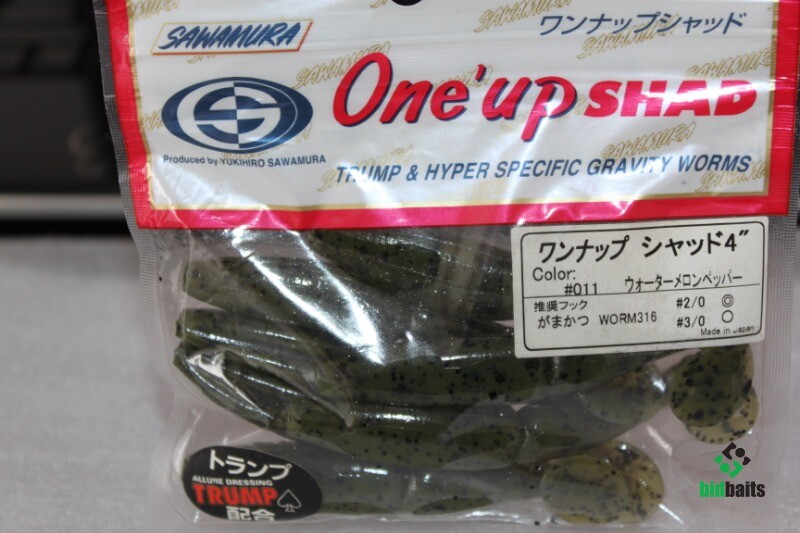 SAWAMURA
ワンナップシャッド
One'up SHAD
Produced by YUKIHIRO SAWAMURA
TRUMP & HYPER SPECIFIC GRAVITY WORMS
ワンナップ シャッド4"
Color:
#011 ウォーターメロンペッパー
推奨フック #2/0 ◎
がまかつ WORM316 #3/0 ○
Made in Japan
トランプ
ALLURE DRESSING
TRUMP
配合
bidbaits